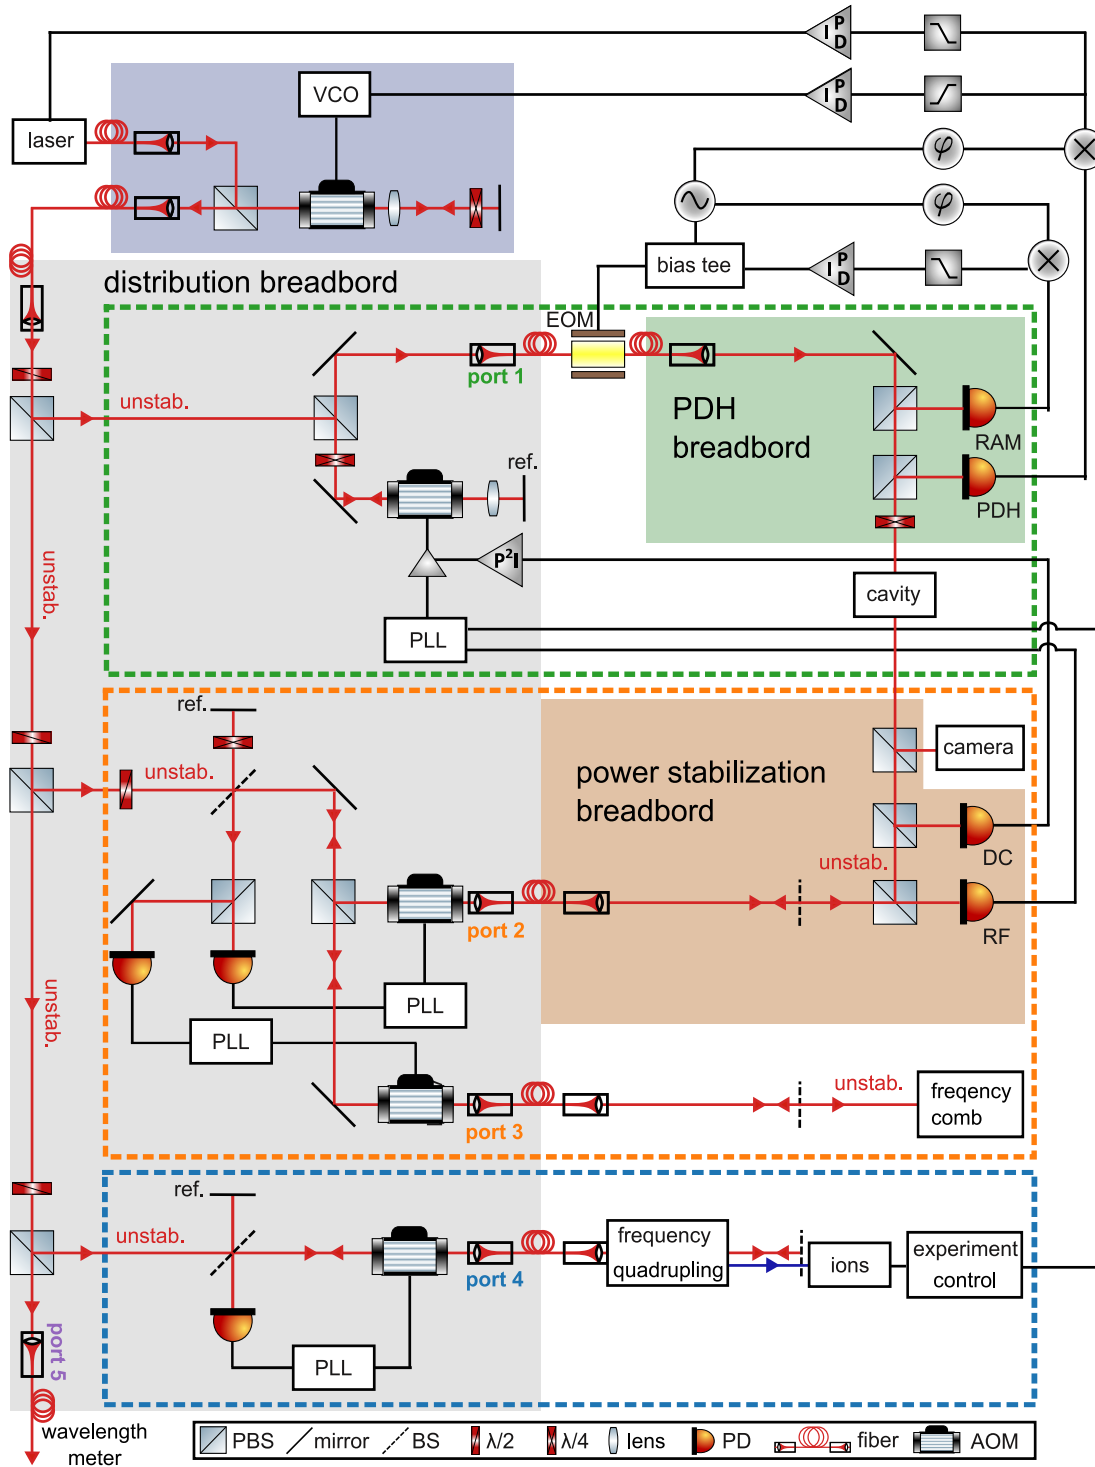 P
I
D
P
I
D
VCO
laser
φ
φ
bias tee
P
I
D
distribution breadbord
EOM
port 1
unstab.
PDH
breadbord
RAM
ref.
PDH
unstab.
P²I
cavity
PLL
ref.
unstab.
camera
power stabilization
breadbord
DC
unstab.
port 2
RF
unstab.
PLL
PLL
unstab.
freqency
comb
port 3
ref.
unstab.
port 4
frequency
quadrupling
ions
experiment
control
port 5
PLL
wavelength
meter
PBS
mirror
BS
λ/2
λ/4
lens
PD
fiber
AOM